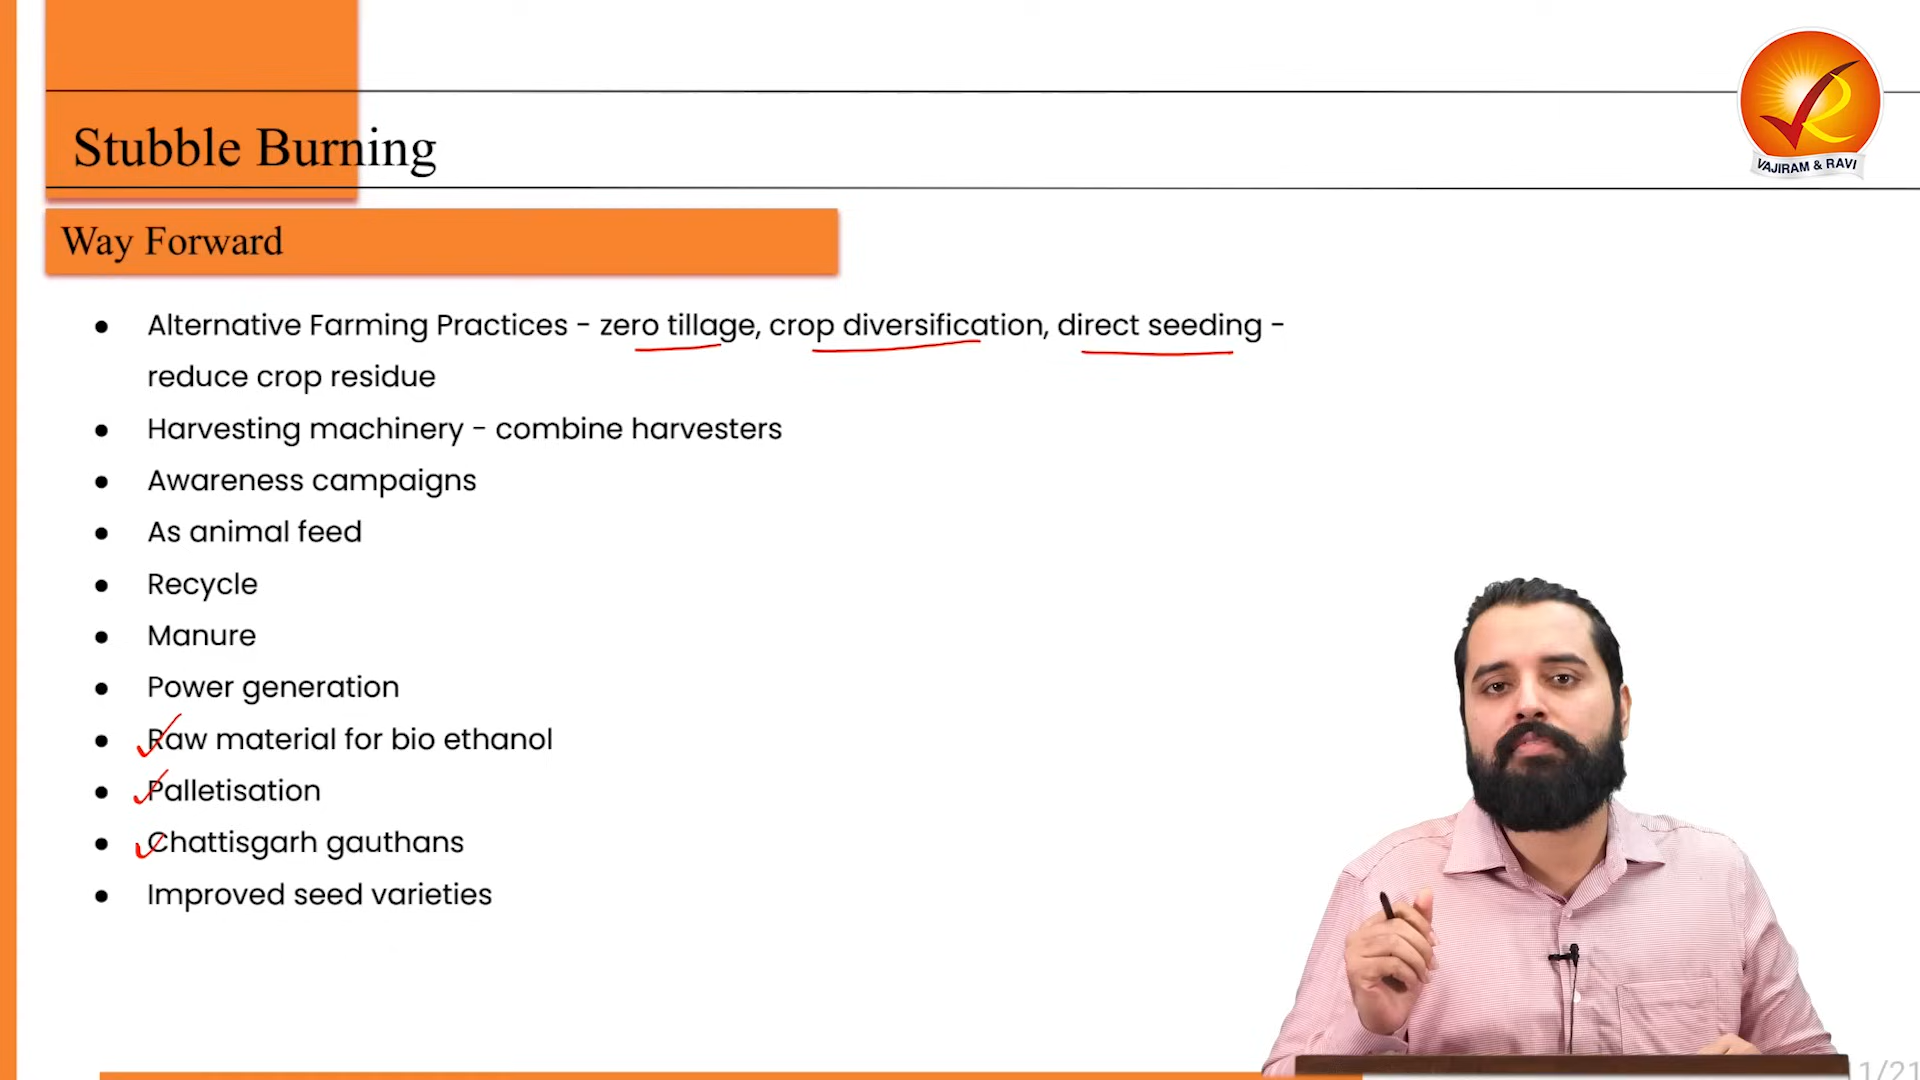 VAJIRAM & RAVI
Stubble Burning
Way Forward
● Alternative Farming Practices - zero tillage, crop diversification, direct seeding -
reduce crop residue
● Harvesting machinery - combine harvesters
● Awareness campaigns
● As animal feed
● Recycle
● Manure
● Power generation
● Raw material for bio ethanol
● Palletisation
● Chattisgarh gauthans
● Improved seed varieties
1/21